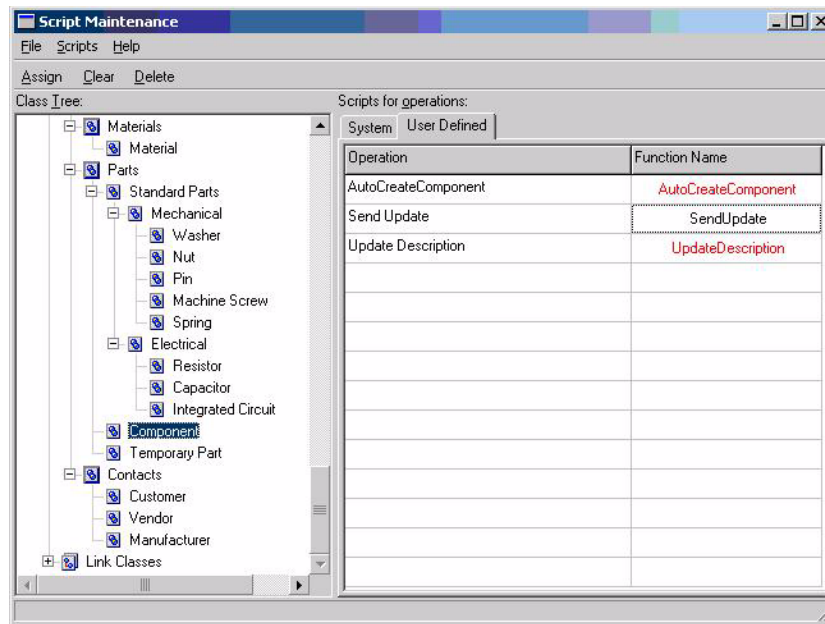 Script Maintenance
File Scripts Help
Assign Clear Delete
Class Tree:
Materials
Material
Parts
Standard Parts
Mechanical
Washer
Nut
Pin
Machine Screw
Spring
Electrical
Resistor
Capacitor
Integrated Circuit
Component
Temporary Part
Contacts
Customer
Vendor
Manufacturer
Link Classes
Scripts for operations:
System User Defined
Operation Function Name
AutoCreateComponent AutoCreateComponent
Send Update SendUpdate
Update Description UpdateDescription